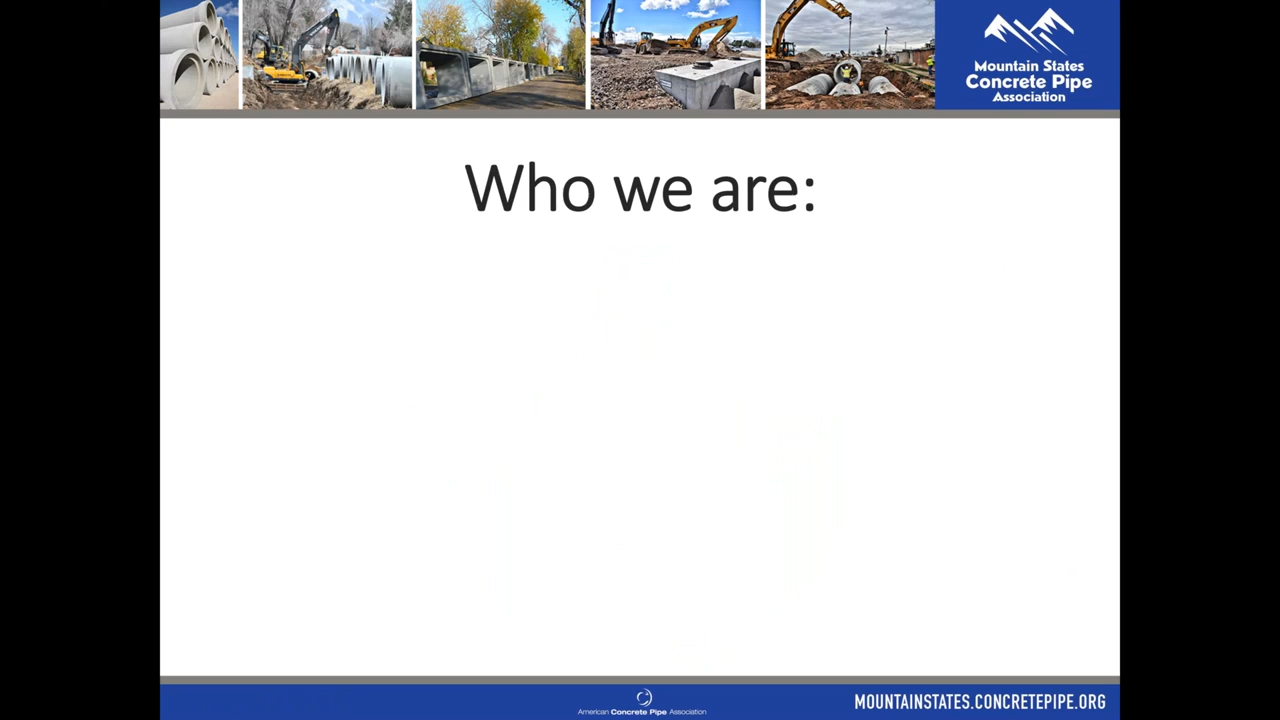 Mountain States
Concrete Pipe
Association
Who we are:
American Concrete Pipe Association
MOUNTAINSTATES.CONCRETEPIPE.ORG